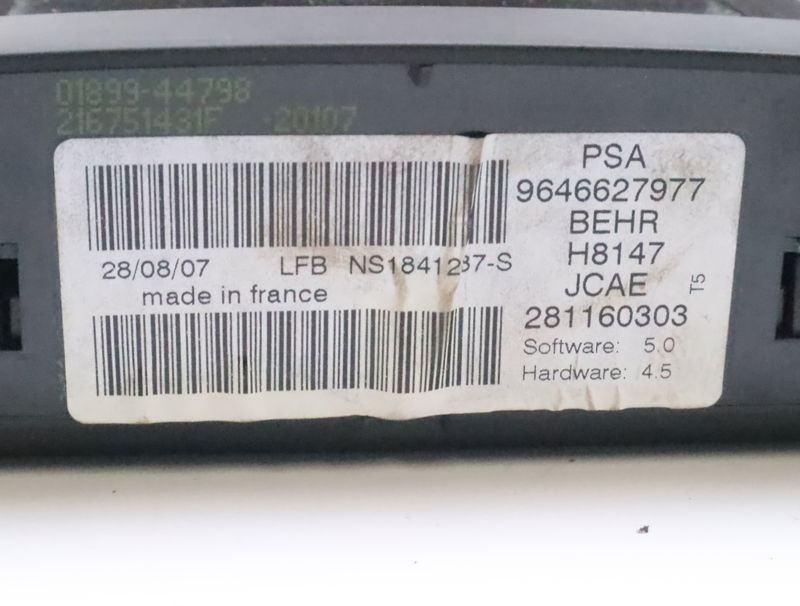 01899-44798
216751431F -20107
PSA
9646627977
BEHR
H8147
JCAE
281160303
T5
Software: 5.0
Hardware: 4.5
28/08/07 LFB NS1841237-S
made in france